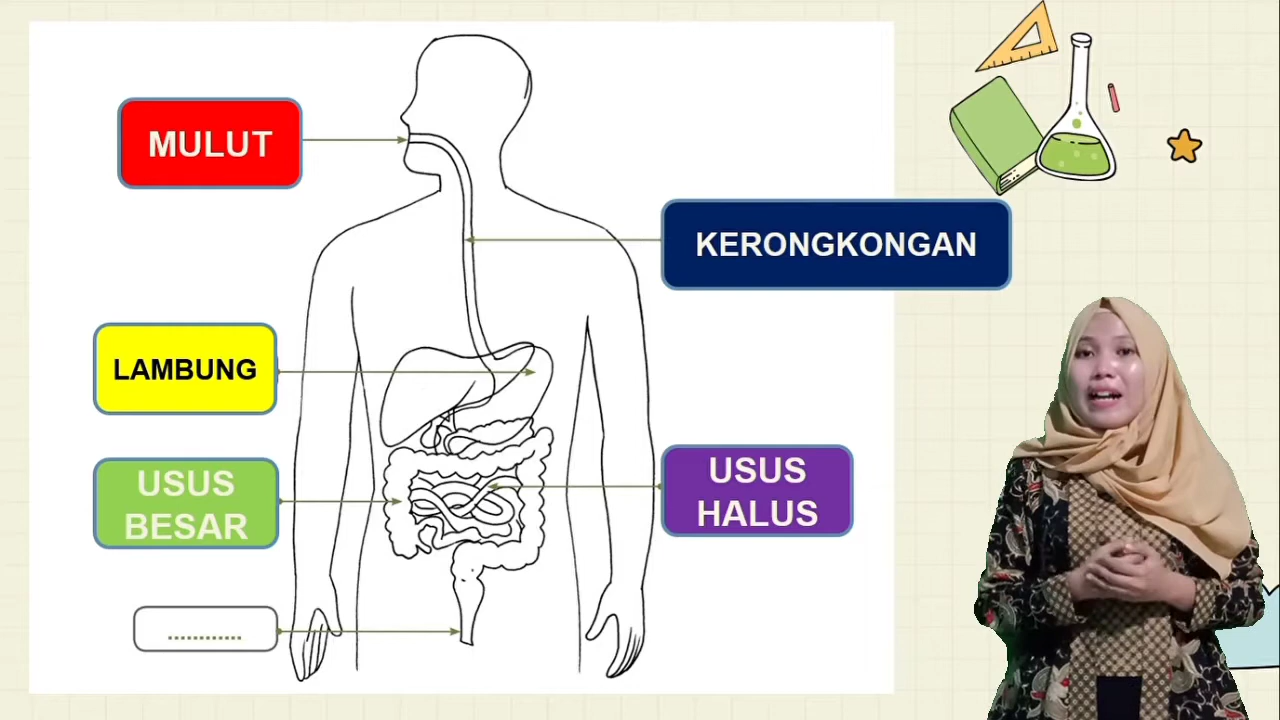 MULUT
KERONGKONGAN
LAMBUNG
USUS
BESAR
USUS
HALUS
............